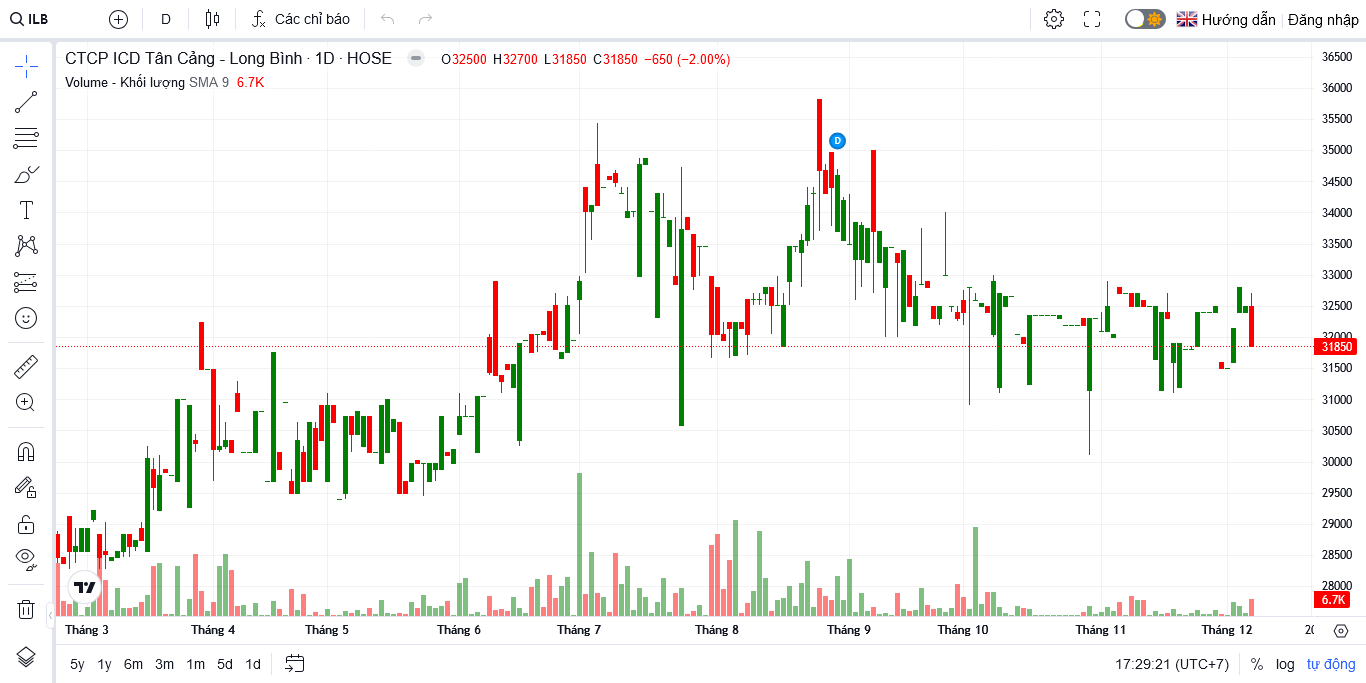 ILB D Các chỉ báo Hướng dẫn Đăng nhập
CTCP ICD Tân Cảng - Long Bình · 1D · HOSE O32500 H32700 L31850 C31850 −650 (−2.00%)
Volume - Khối lượng SMA 9 6.7K
D
36500
36000
35500
35000
34500
34000
33500
33000
32500
32000
31850
31500
31000
30500
30000
29500
29000
28500
28000
6.7K
Tháng 3 Tháng 4 Tháng 5 Tháng 6 Tháng 7 Tháng 8 Tháng 9 Tháng 10 Tháng 11 Tháng 12
5y 1y 6m 3m 1m 5d 1d 17:29:21 (UTC+7) % log tự động